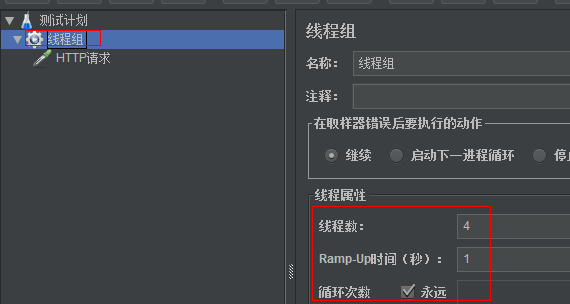 测试计划
线程组
HTTP请求
线程组
名称： 线程组
注释：
在取样器错误后要执行的动作
继续 启动下一进程循环
线程属性
线程数： 4
Ramp-Up时间（秒）： 1
循环次数 永远